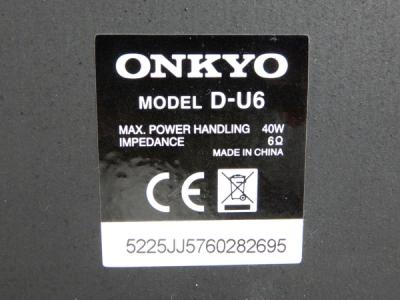 ONKYO
MODEL D-U6
MAX. POWER HANDLING 40W
IMPEDANCE 6Ω
MADE IN CHINA
CE
5225JJ5760282695